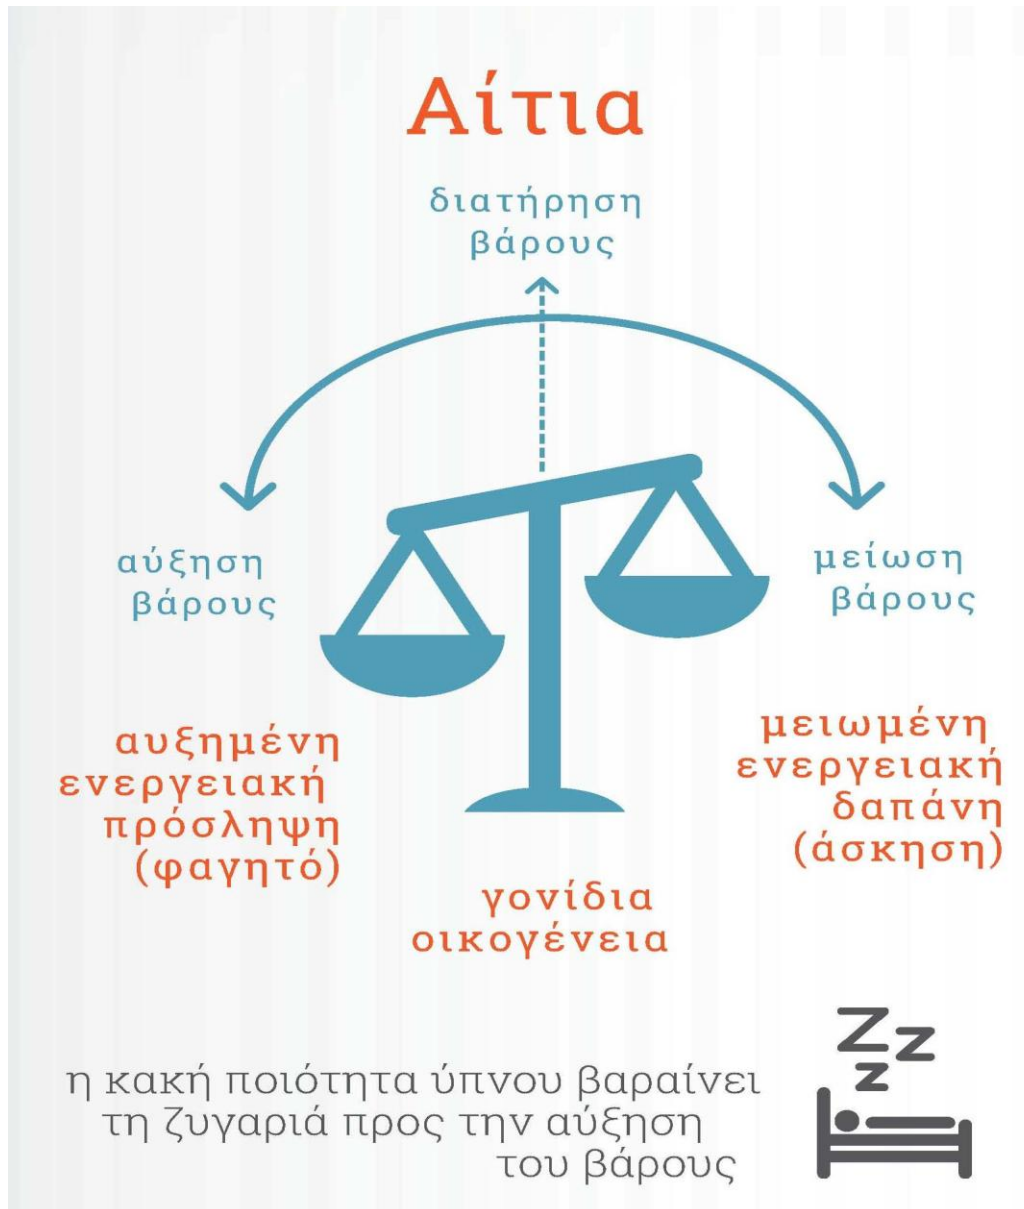 Αίτια
διατήρηση
βάρους
αύξηση
βάρους
μείωση
βάρους
αυξημένη
ενεργειακή
πρόσληψη
(φαγητό)
μειωμένη
ενεργειακή
δαπάνη
(άσκηση)
γονίδια
οικογένεια
Zzz
η κακή ποιότητα ύπνου βαραίνει
τη ζυγαριά προς την αύξηση
του βάρους